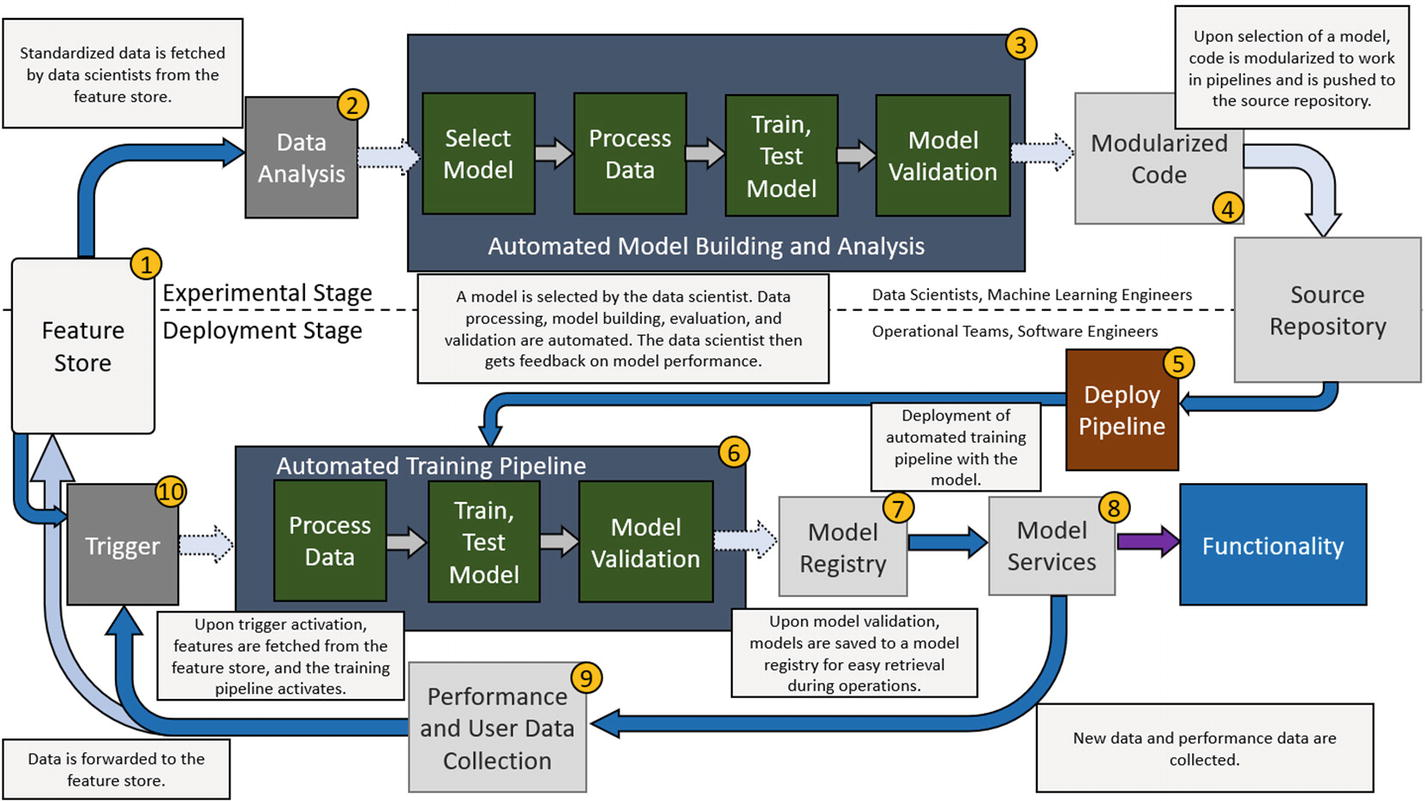 Standardized data is fetched
by data scientists from the
feature store.
2
Data
Analysis
3
Select
Model
Process
Data
Train,
Test
Model
Model
Validation
Automated Model Building and Analysis
Upon selection of a model,
code is modularized to work
in pipelines and is pushed to
the source repository.
Modularized
Code
4
1
Feature
Store
Experimental Stage
Deployment Stage
A model is selected by the data scientist. Data
processing, model building, evaluation, and
validation are automated. The data scientist then
gets feedback on model performance.
Data Scientists, Machine Learning Engineers
Operational Teams, Software Engineers
Source
Repository
5
Deploy
Pipeline
Deployment of
automated training
pipeline with the
model.
6
Automated Training Pipeline
Process
Data
Train,
Test
Model
Model
Validation
10
Trigger
7
Model
Registry
8
Model
Services
Functionality
Upon trigger activation,
features are fetched from the
feature store, and the training
pipeline activates.
Upon model validation,
models are saved to a model
registry for easy retrieval
during operations.
9
Performance
and User Data
Collection
New data and performance data are
collected.
Data is forwarded to the
feature store.